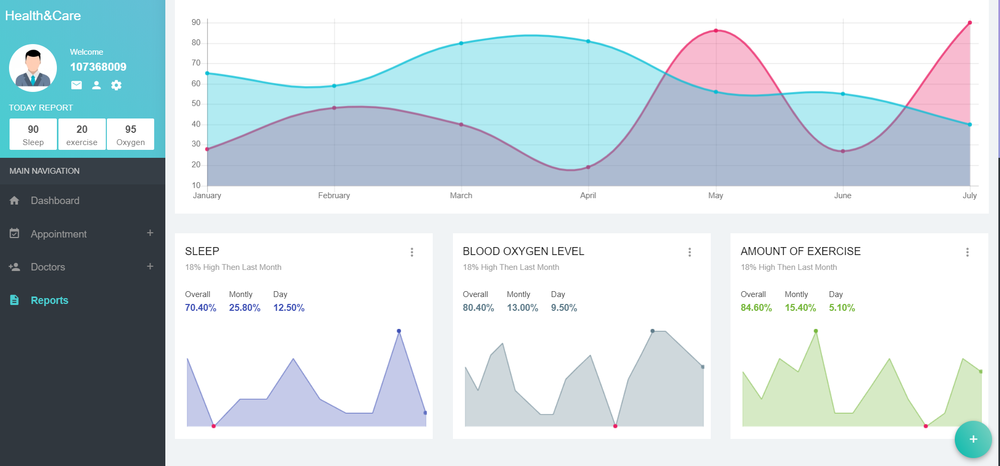 Health&Care
Welcome
107368009
TODAY REPORT
90 20 95
Sleep exercise Oxygen
MAIN NAVIGATION
Dashboard
Appointment +
Doctors +
Reports
90
80
70
60
50
40
30
20
10
January February March April May June July
SLEEP
18% High Then Last Month
Overall Montly Day
70.40% 25.80% 12.50%
BLOOD OXYGEN LEVEL
18% High Then Last Month
Overall Montly Day
80.40% 13.00% 9.50%
AMOUNT OF EXERCISE
18% High Then Last Month
Overall Montly Day
84.60% 15.40% 5.10%
+